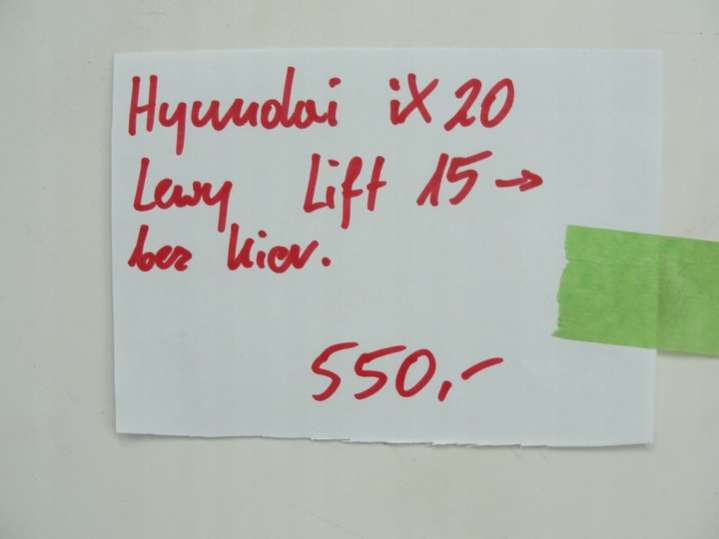 Hyundai iX20
Lewy Lift 15→
bez kier.
550,-